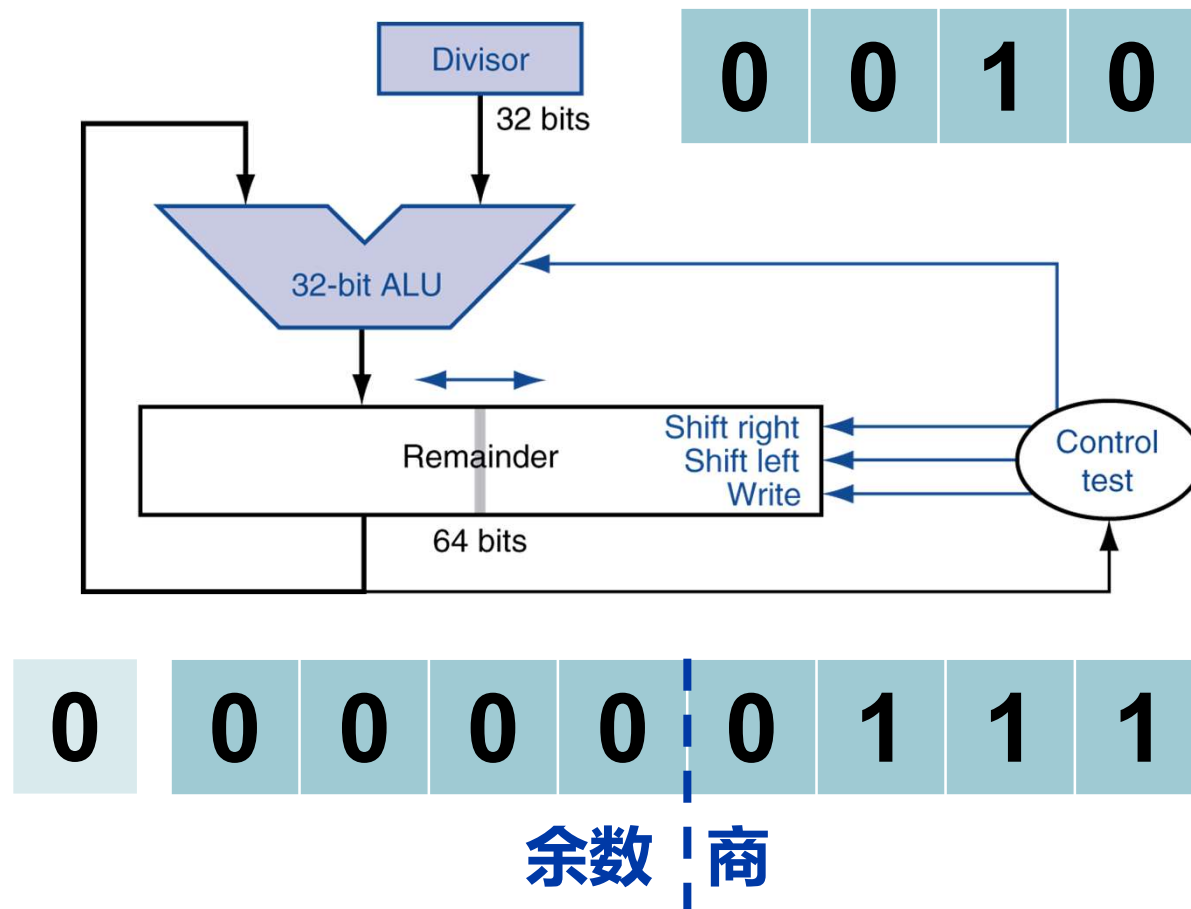 Divisor
0 0 1 0
32 bits
32-bit ALU
Remainder
Shift right
Shift left
Write
Control
test
64 bits
0 0 0 0 0 0 1 1 1
余数 商